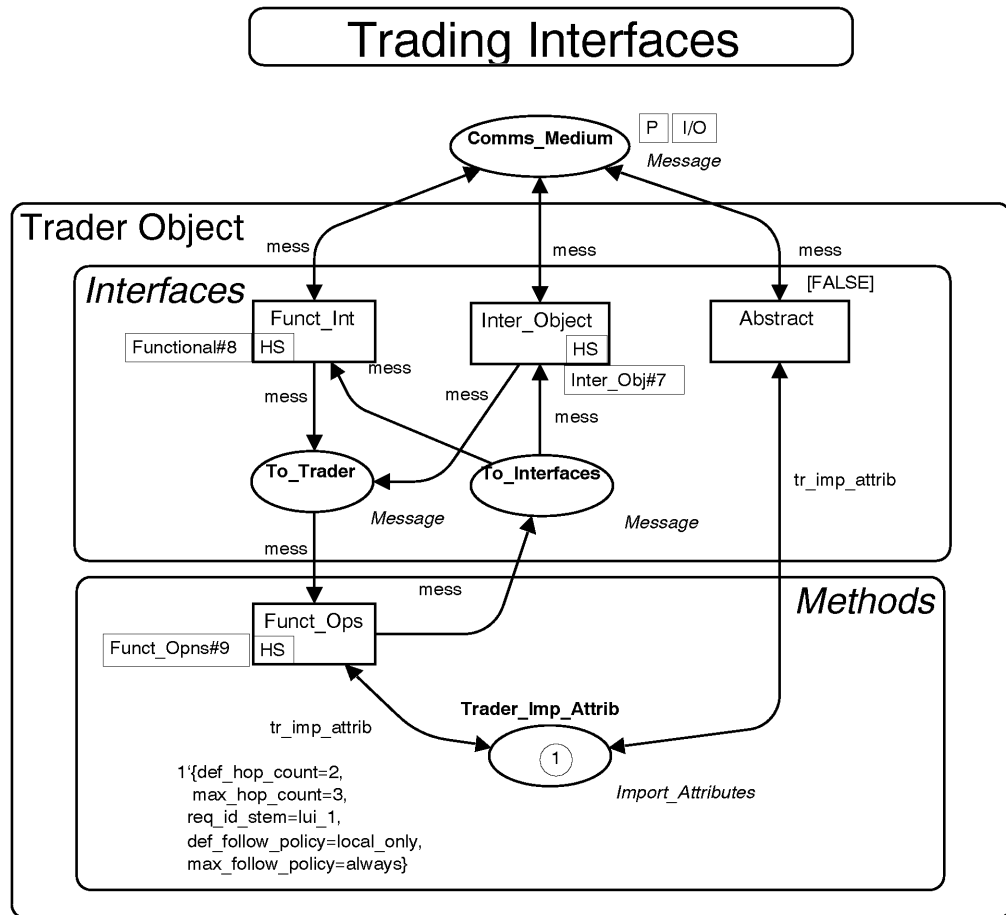 Trading Interfaces
Comms_Medium
P
I/O
Message
Trader Object
mess
mess
mess
Interfaces
[FALSE]
Funct_Int
Inter_Object
Abstract
Functional#8
HS
HS
mess
Inter_Obj#7
mess
mess
mess
To_Trader
To_Interfaces
tr_imp_attrib
Message
Message
mess
mess
Methods
Funct_Ops
Funct_Opns#9
HS
Trader_Imp_Attrib
tr_imp_attrib
1
1‘{def_hop_count=2,
max_hop_count=3,
req_id_stem=lui_1,
def_follow_policy=local_only,
max_follow_policy=always}
Import_Attributes